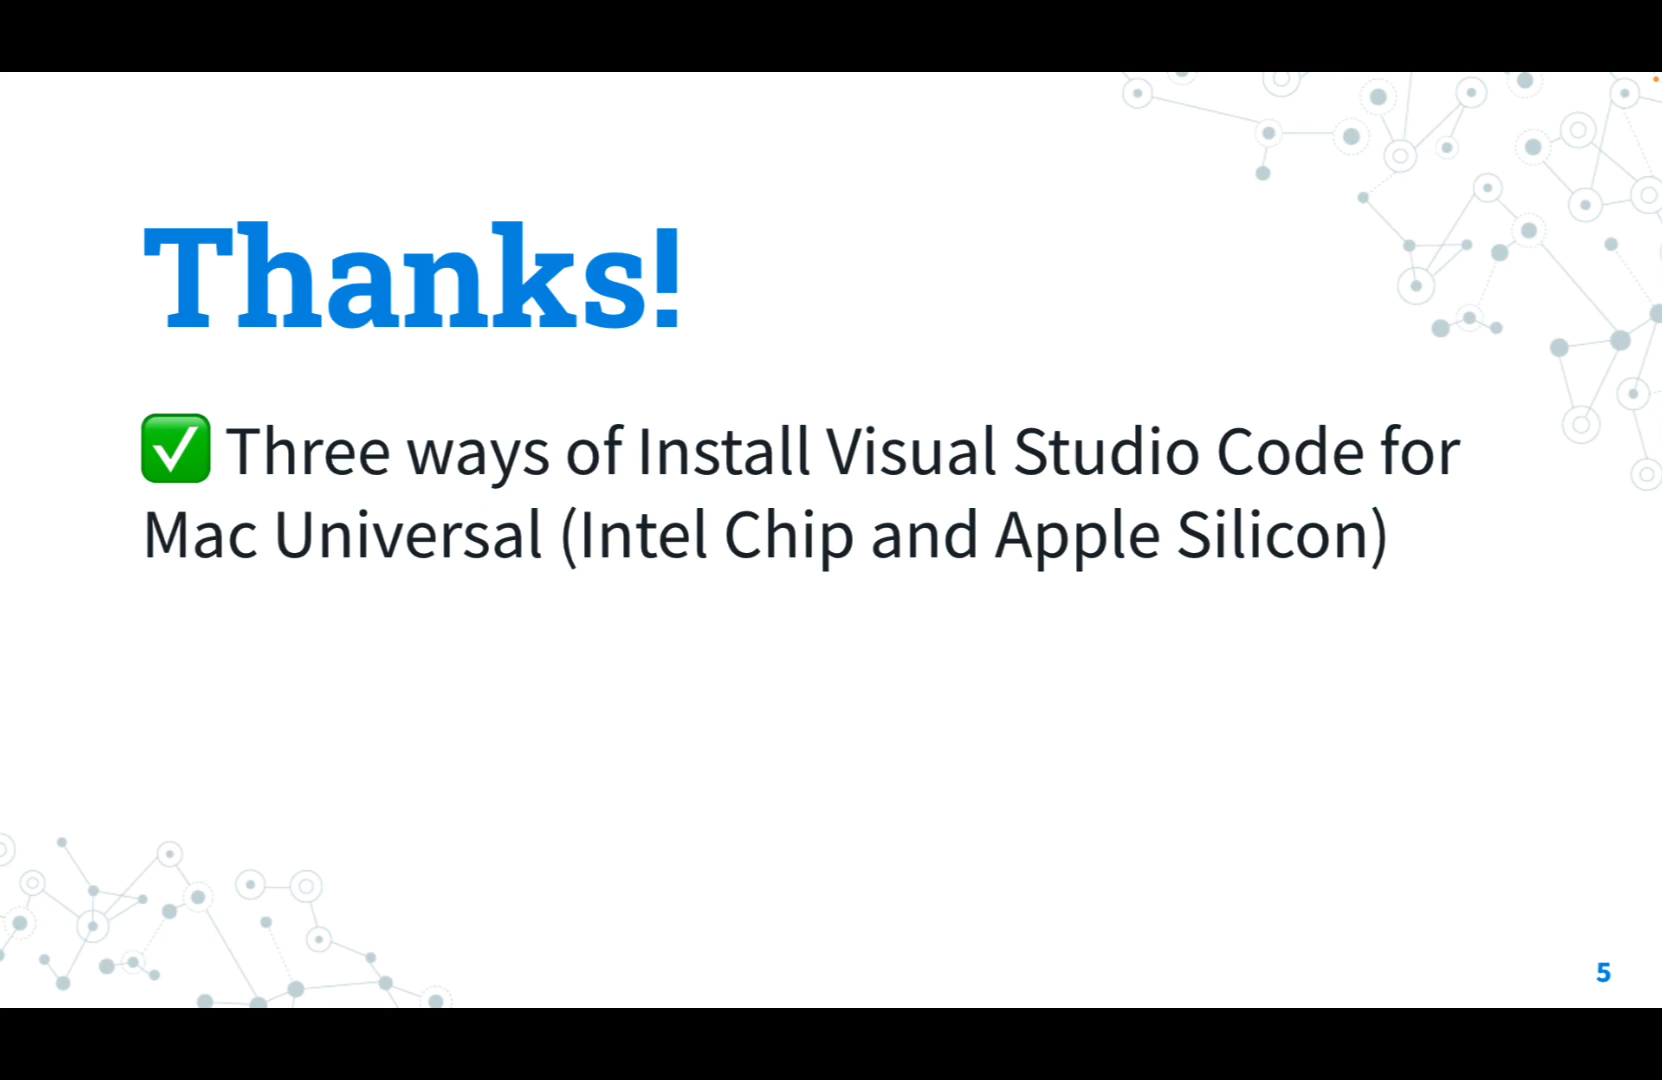 Thanks!
✅ Three ways of Install Visual Studio Code for
Mac Universal (Intel Chip and Apple Silicon)
5